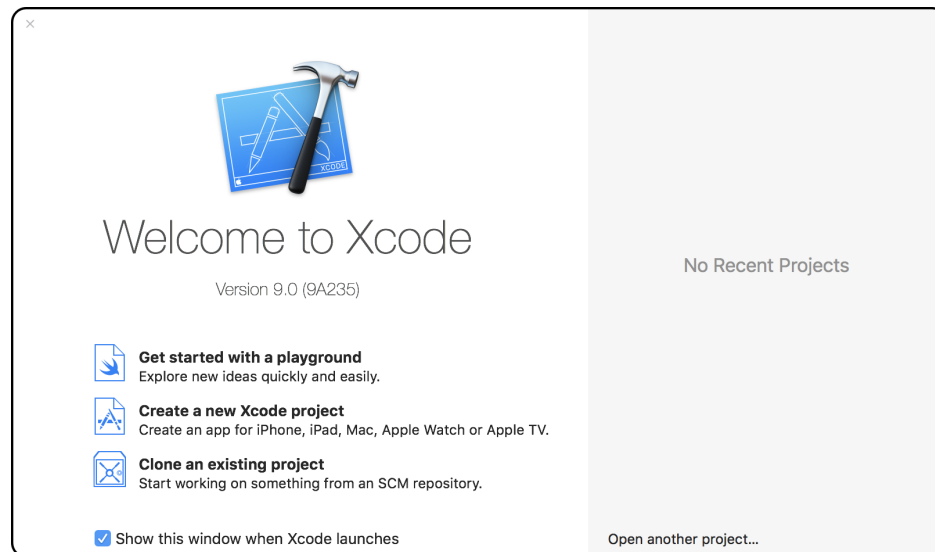 XCODE
Welcome to Xcode
Version 9.0 (9A235)
Get started with a playground
Explore new ideas quickly and easily.
Create a new Xcode project
Create an app for iPhone, iPad, Mac, Apple Watch or Apple TV.
Clone an existing project
Start working on something from an SCM repository.
Show this window when Xcode launches
No Recent Projects
Open another project...